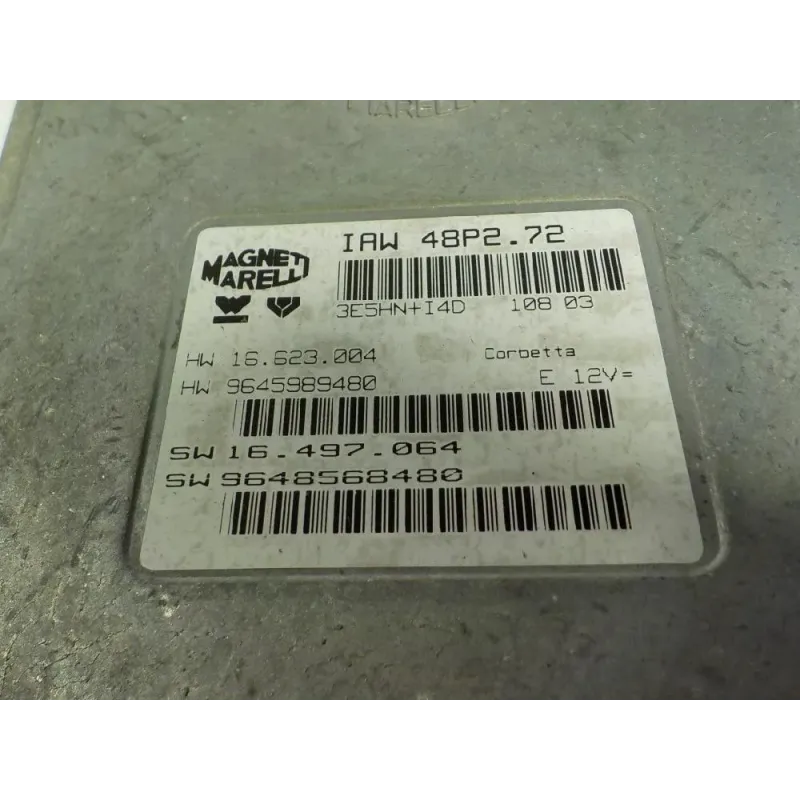 MARELLI
IAW 48P2.72
MAGNETI
MARELLI
3E5HN+I4D 108 03
HW 16.623.004 Corbetta
HW 9645989480 E 12V=
SW 16.497.064
SW 9648568480